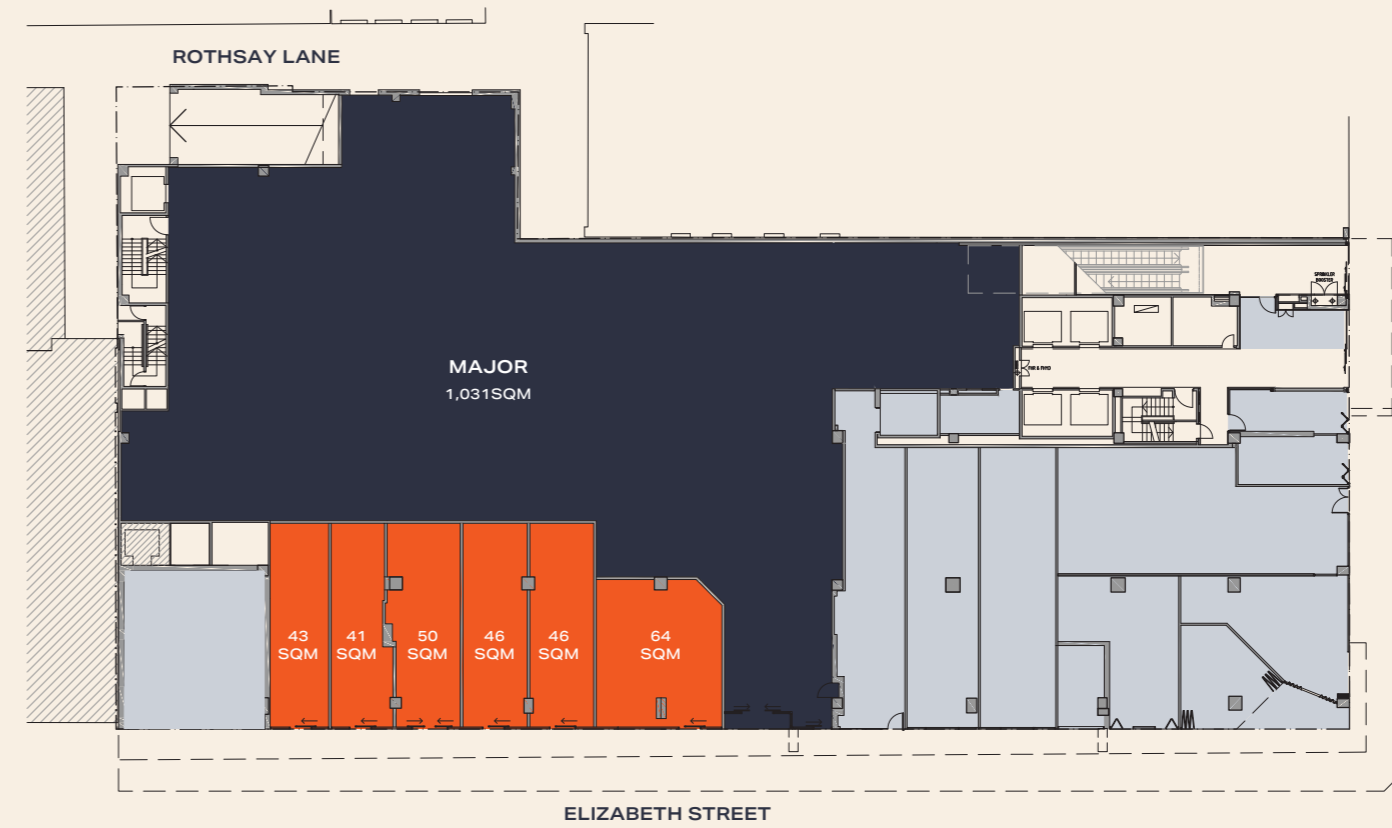 ROTHSAY LANE
SPRINKLER
BOOSTER
MAJOR
1,031SQM
43
SQM
41
SQM
50
SQM
46
SQM
46
SQM
64
SQM
ELIZABETH STREET